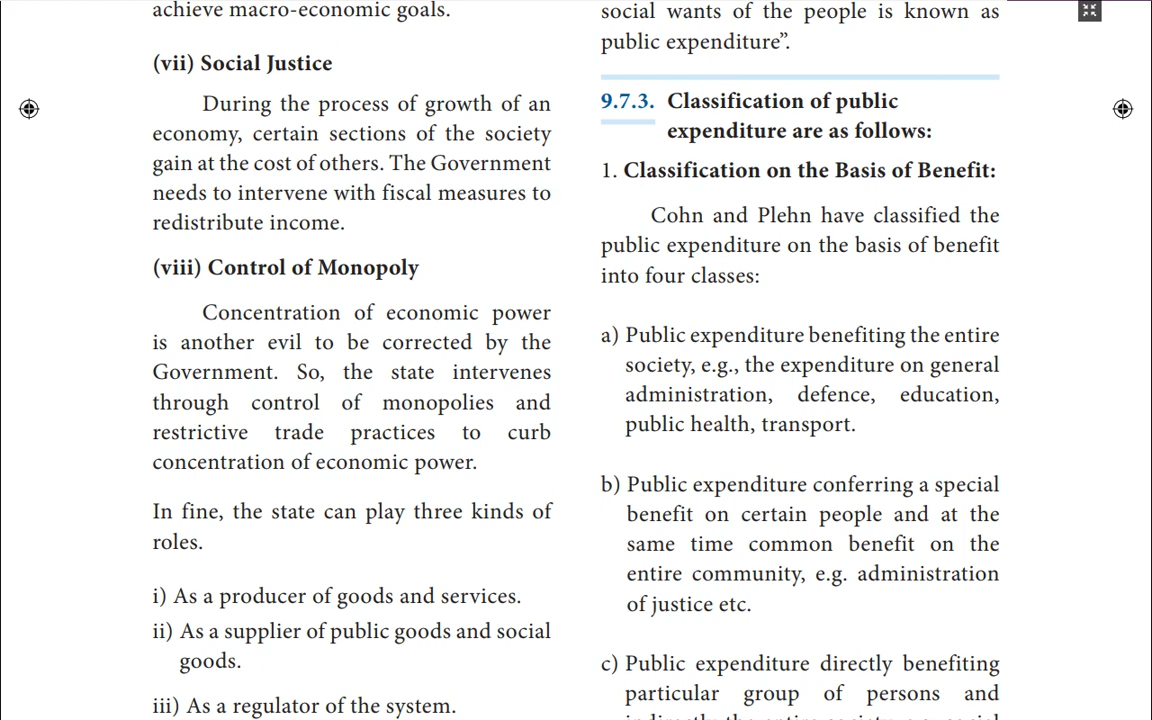 achieve macro-economic goals.
(vii) Social Justice
During the process of growth of an
economy, certain sections of the society
gain at the cost of others. The Government
needs to intervene with fiscal measures to
redistribute income.
(viii) Control of Monopoly
Concentration of economic power
is another evil to be corrected by the
Government. So, the state intervenes
through control of monopolies and
restrictive trade practices to curb
concentration of economic power.
In fine, the state can play three kinds of
roles.
i) As a producer of goods and services.
ii) As a supplier of public goods and social
goods.
iii) As a regulator of the system.
social wants of the people is known as
public expenditure”.
9.7.3. Classification of public
expenditure are as follows:
1. Classification on the Basis of Benefit:
Cohn and Plehn have classified the
public expenditure on the basis of benefit
into four classes:
a) Public expenditure benefiting the entire
society, e.g., the expenditure on general
administration, defence, education,
public health, transport.
b) Public expenditure conferring a special
benefit on certain people and at the
same time common benefit on the
entire community, e.g. administration
of justice etc.
c) Public expenditure directly benefiting
particular group of persons and